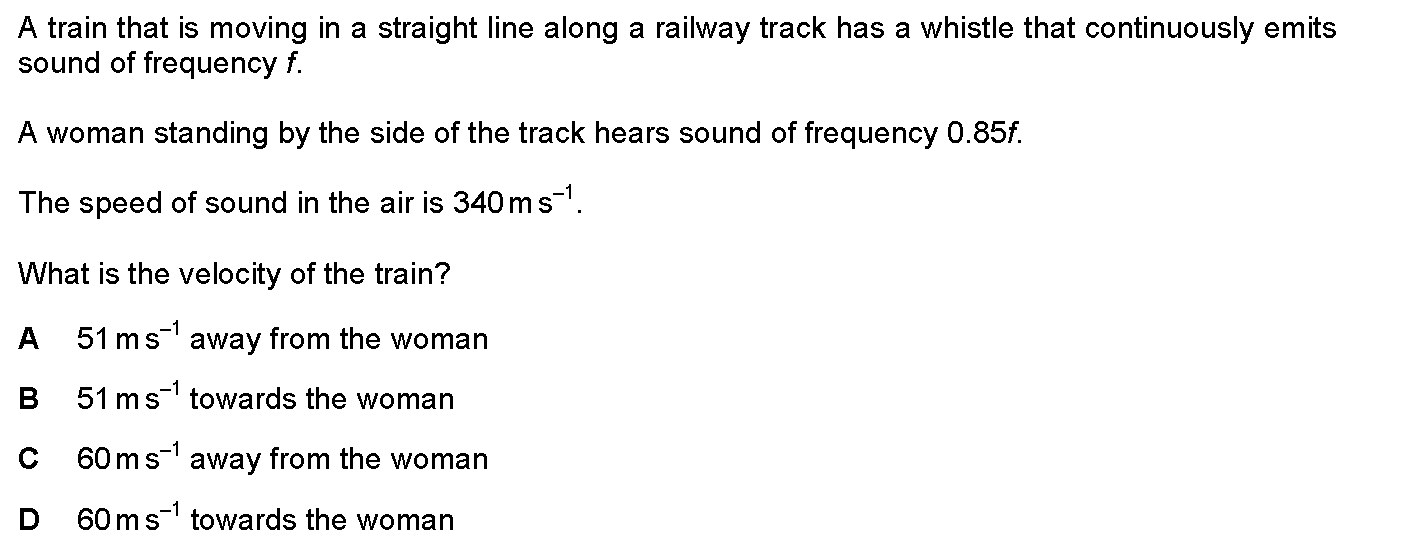 A train that is moving in a straight line along a railway track has a whistle that continuously emits
sound of frequency f.
A woman standing by the side of the track hears sound of frequency 0.85f.
The speed of sound in the air is 340 m s⁻¹.
What is the velocity of the train?
A 51 m s⁻¹ away from the woman
B 51 m s⁻¹ towards the woman
C 60 m s⁻¹ away from the woman
D 60 m s⁻¹ towards the woman